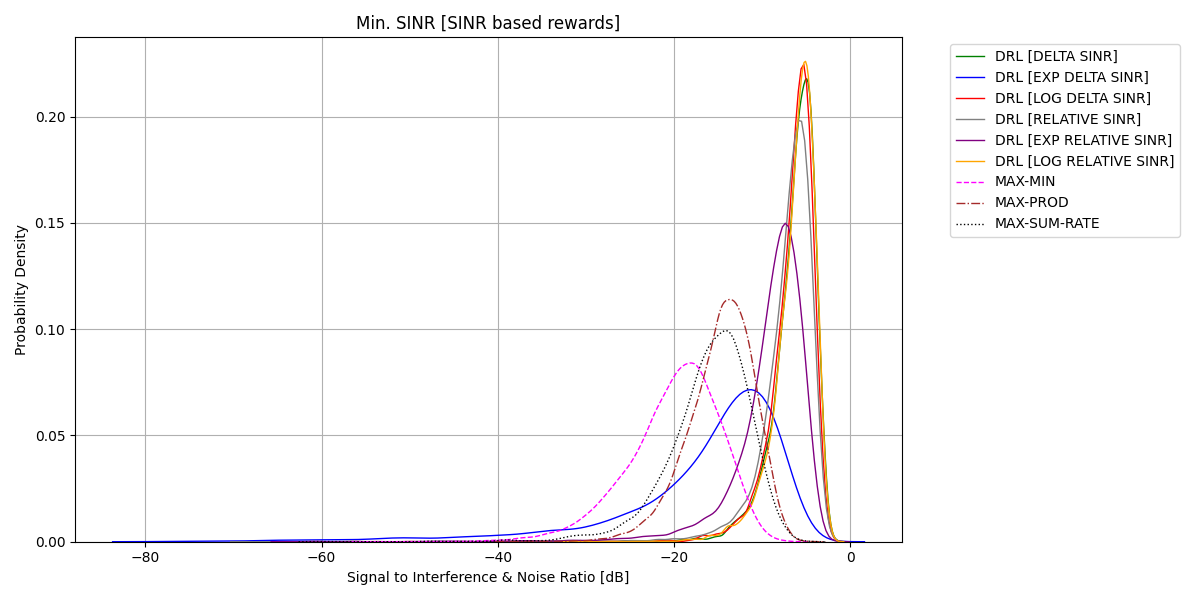 Min. SINR [SINR based rewards]
DRL [DELTA SINR]
DRL [EXP DELTA SINR]
DRL [LOG DELTA SINR]
DRL [RELATIVE SINR]
DRL [EXP RELATIVE SINR]
DRL [LOG RELATIVE SINR]
MAX-MIN
MAX-PROD
MAX-SUM-RATE
Probability Density
0.20
0.15
0.10
0.05
0.00
−80 −60 −40 −20 0
Signal to Interference & Noise Ratio [dB]